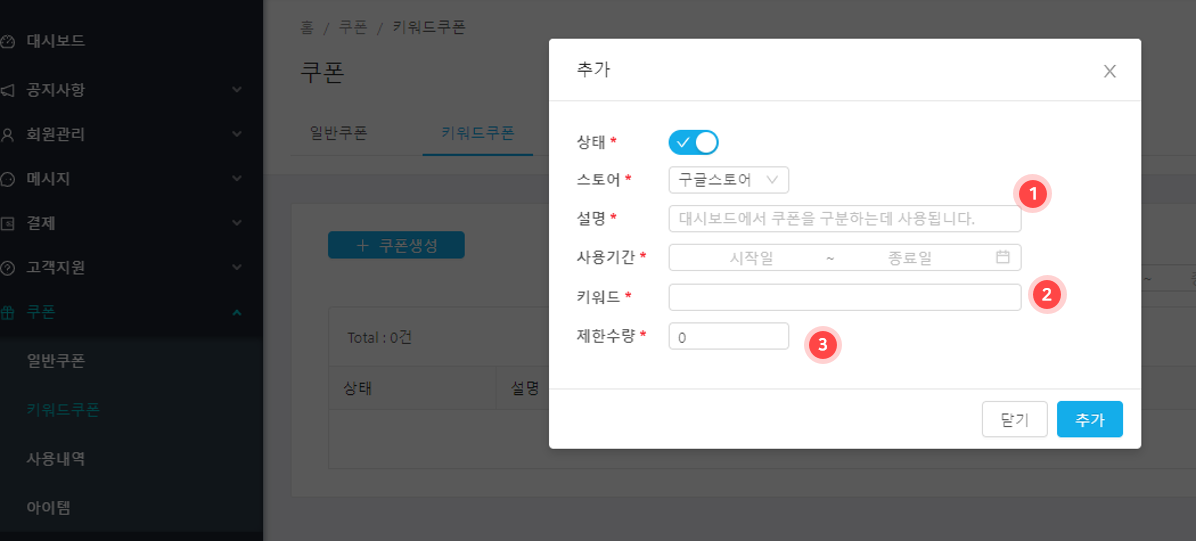 대시보드
공지사항
회원관리
메시지
결제
고객지원
쿠폰
일반쿠폰
키워드쿠폰
사용내역
아이템
홈 / 쿠폰 / 키워드쿠폰
쿠폰
일반쿠폰 키워드쿠폰
+ 쿠폰생성
Total : 0건
상태 설명
~
추가
상태 *
스토어 * 구글스토어
1
설명 * 대시보드에서 쿠폰을 구분하는데 사용됩니다.
사용기간 * 시작일 ~ 종료일
키워드 * 2
제한수량 * 0 3
닫기 추가